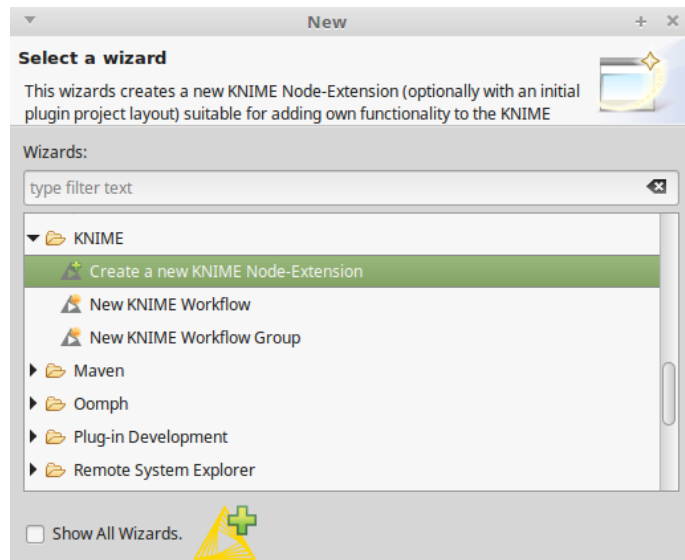 New
Select a wizard
This wizards creates a new KNIME Node-Extension (optionally with an initial
plugin project layout) suitable for adding own functionality to the KNIME
Wizards:
type filter text
KNIME
Create a new KNIME Node-Extension
New KNIME Workflow
New KNIME Workflow Group
Maven
Oomph
Plug-in Development
Remote System Explorer
Show All Wizards.